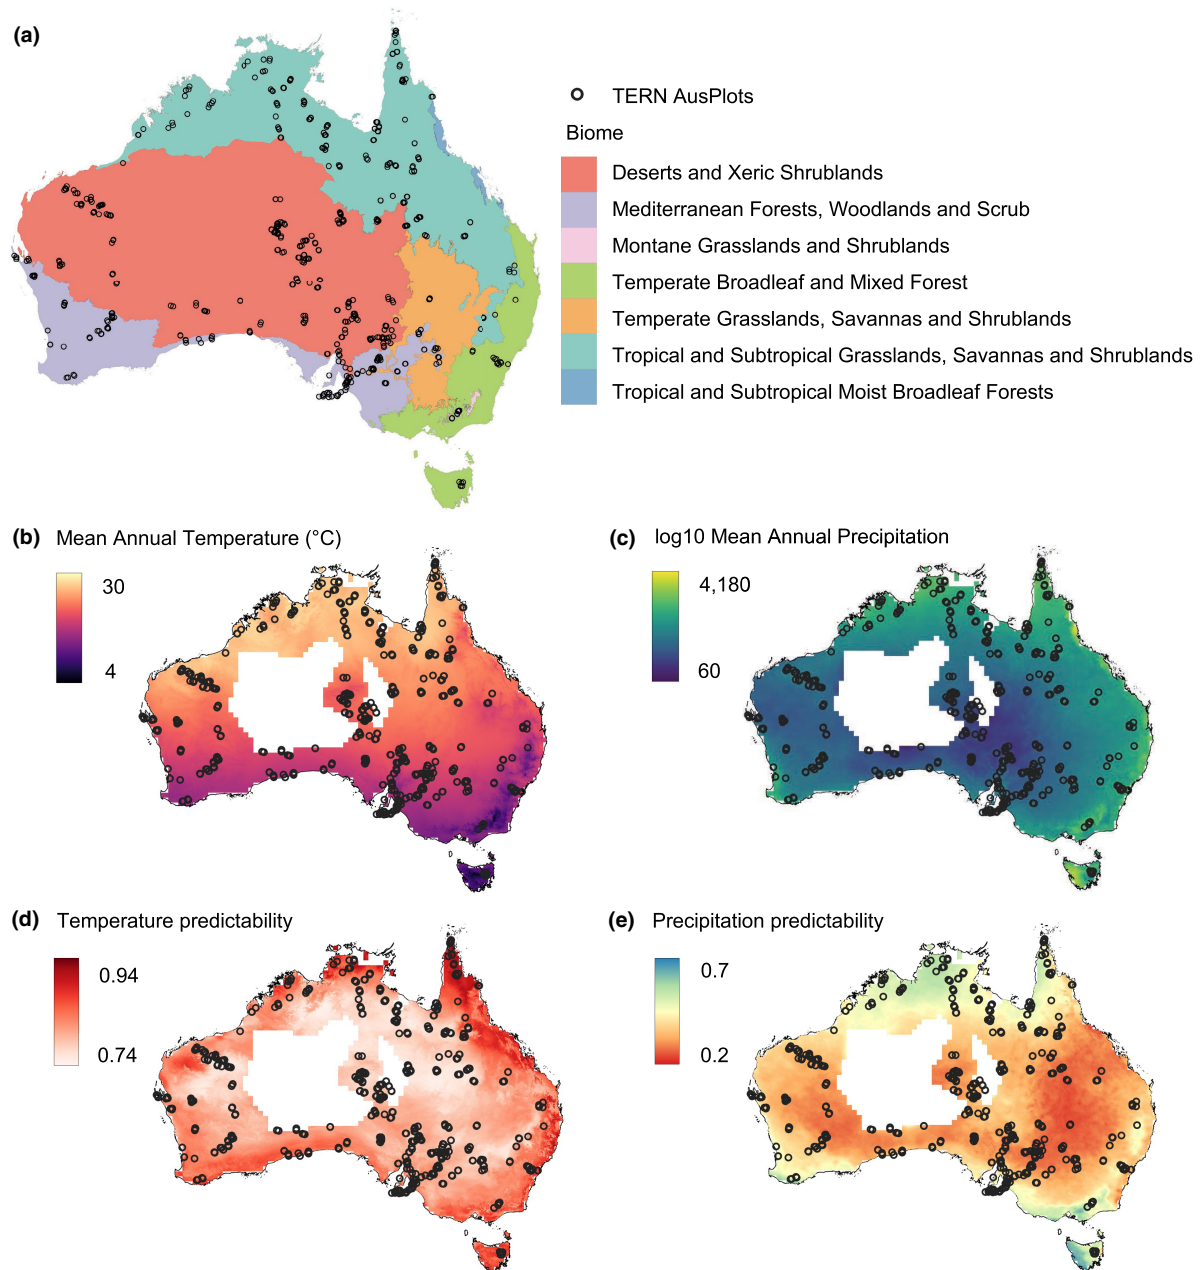 (a)
TERN AusPlots
Biome
Deserts and Xeric Shrublands
Mediterranean Forests, Woodlands and Scrub
Montane Grasslands and Shrublands
Temperate Broadleaf and Mixed Forest
Temperate Grasslands, Savannas and Shrublands
Tropical and Subtropical Grasslands, Savannas and Shrublands
Tropical and Subtropical Moist Broadleaf Forests
(b) Mean Annual Temperature (°C)
30
4
(c) log10 Mean Annual Precipitation
4,180
60
(d) Temperature predictability
0.94
0.74
(e) Precipitation predictability
0.7
0.2